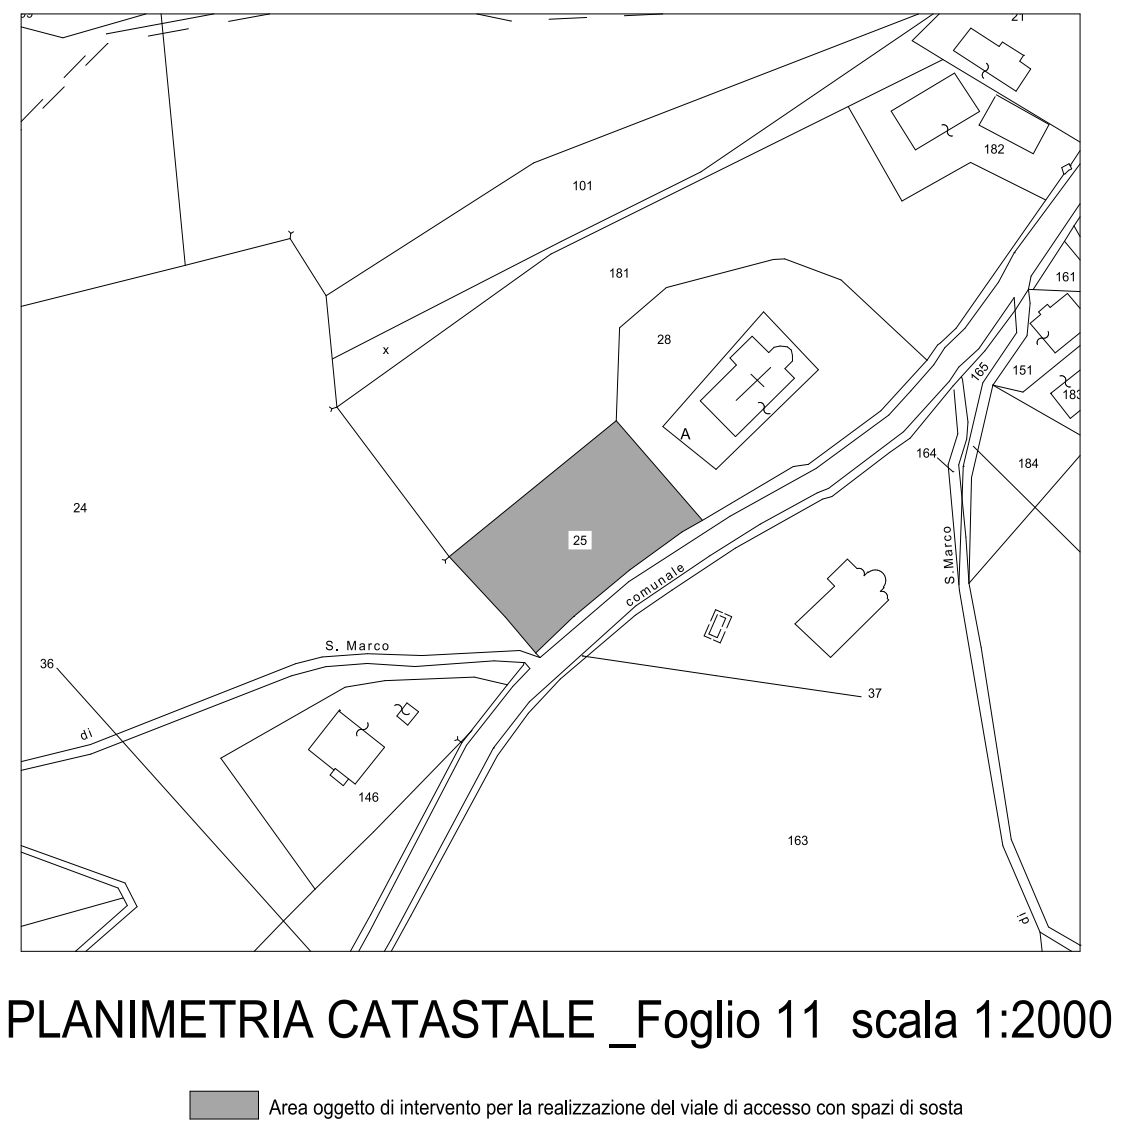 21
182
101
181
161
28
x
165
151
183
A
164
184
24
25
S.Marco
comunale
S. Marco
36
37
di
146
163
di
PLANIMETRIA CATASTALE _Foglio 11 scala 1:2000
Area oggetto di intervento per la realizzazione del viale di accesso con spazi di sosta